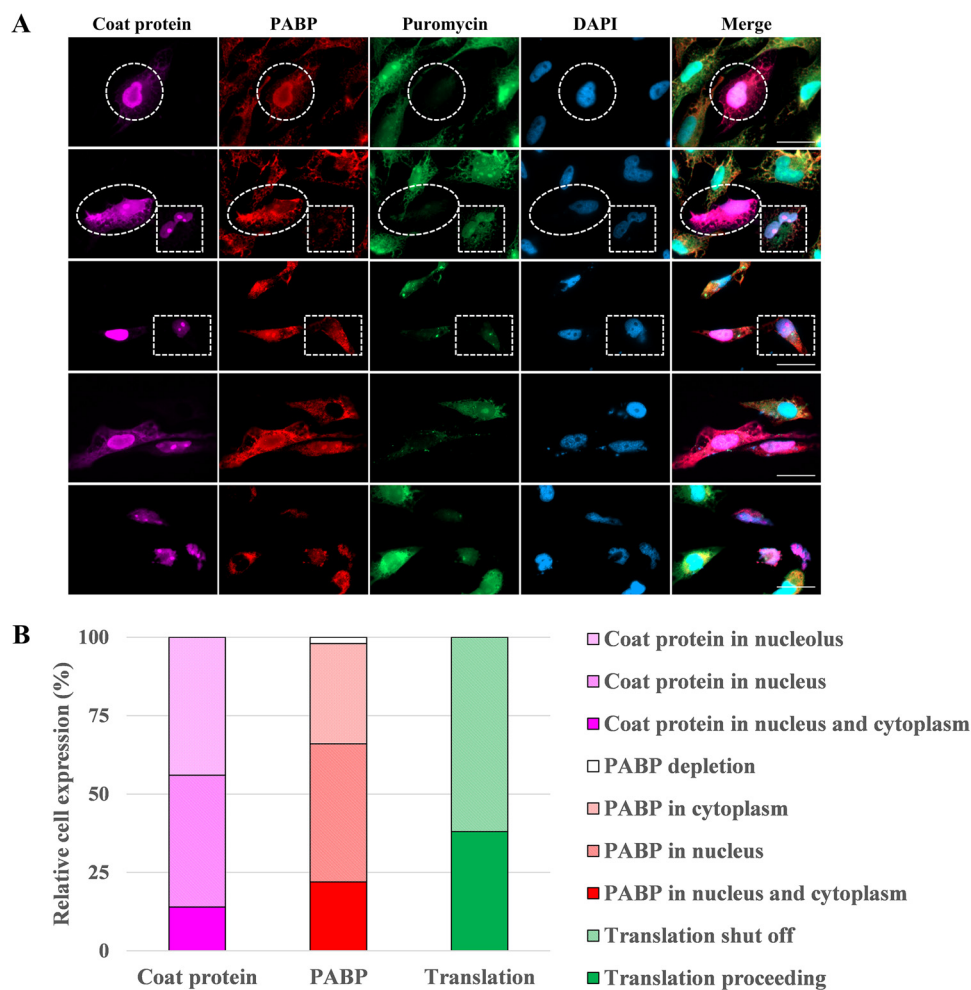 A
Coat protein PABP Puromycin DAPI Merge
B
Relative cell expression (%)
100
75
50
25
0
Coat protein PABP Translation
Coat protein in nucleolus
Coat protein in nucleus
Coat protein in nucleus and cytoplasm
PABP depletion
PABP in cytoplasm
PABP in nucleus
PABP in nucleus and cytoplasm
Translation shut off
Translation proceeding